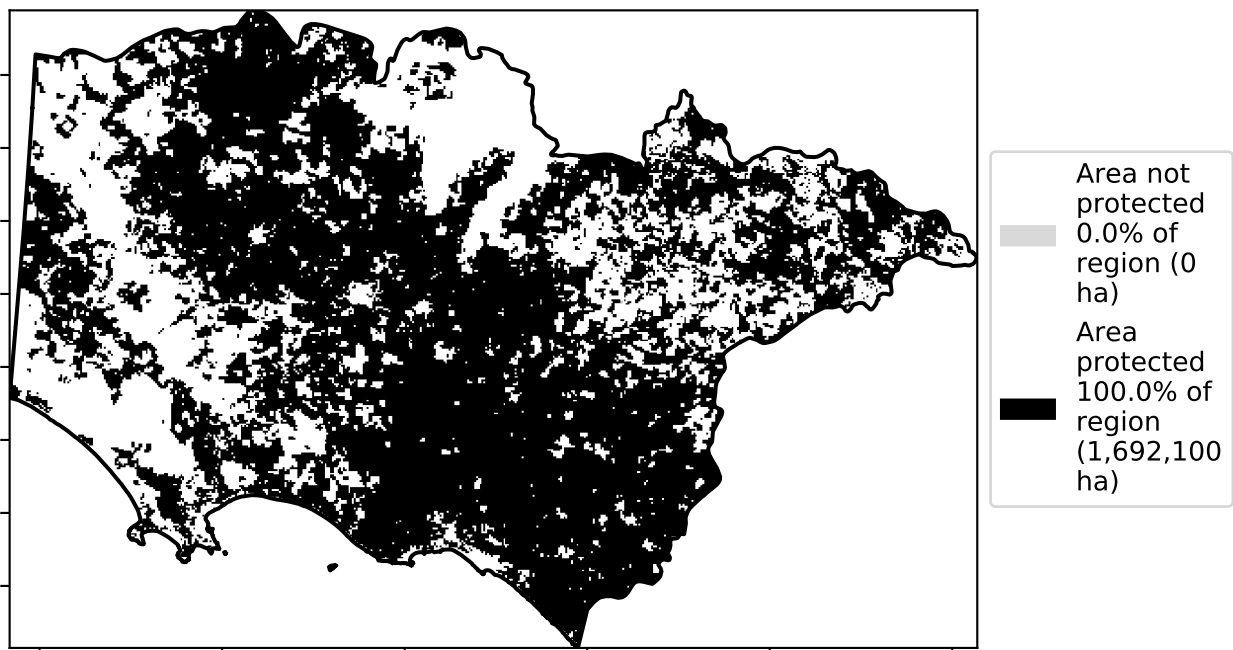 Area not
protected
0.0% of
region (0
ha)
Area
protected
100.0% of
region
(1,692,100
ha)